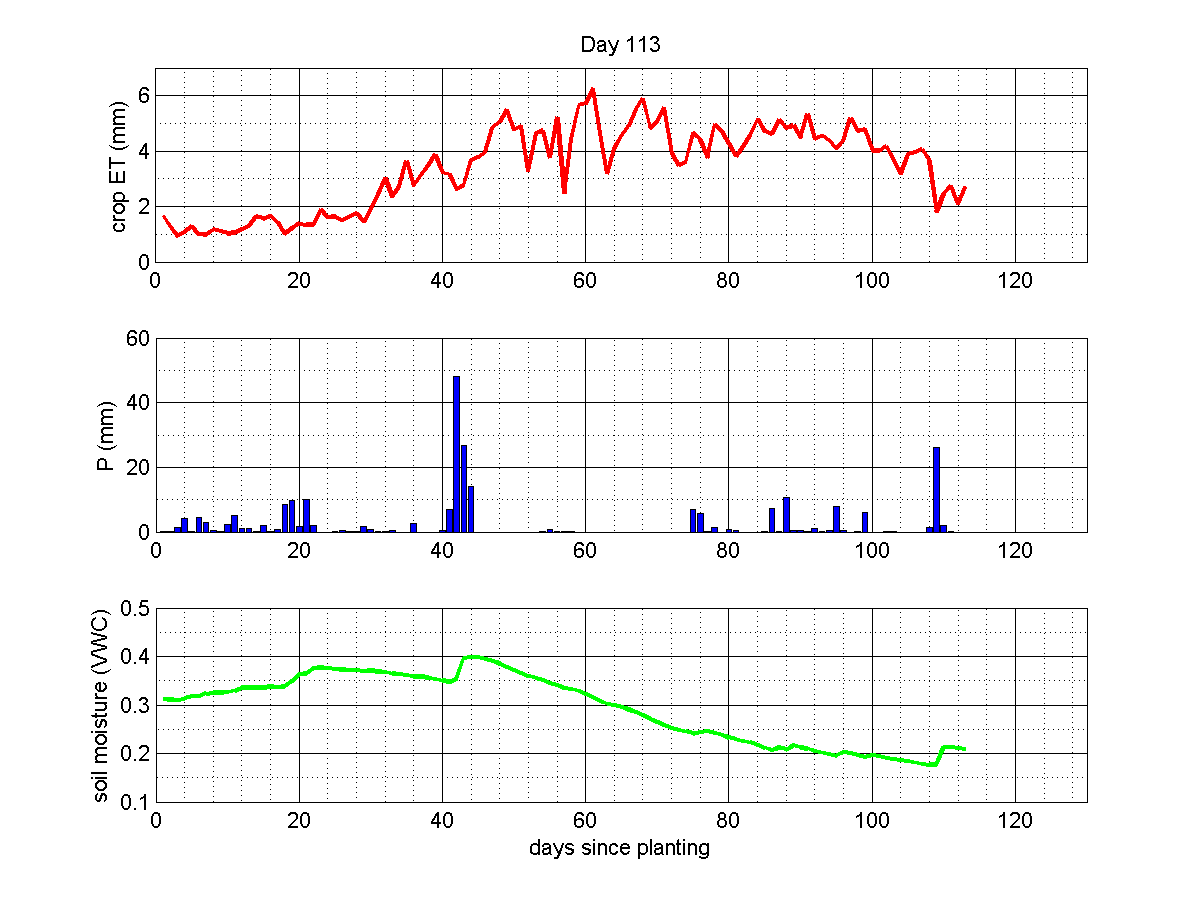 Day 113
crop ET (mm)
6
4
2
0
0 20 40 60 80 100 120
P (mm)
60
40
20
0
0 20 40 60 80 100 120
soil moisture (VWC)
0.5
0.4
0.3
0.2
0.1
0 20 40 60 80 100 120
days since planting